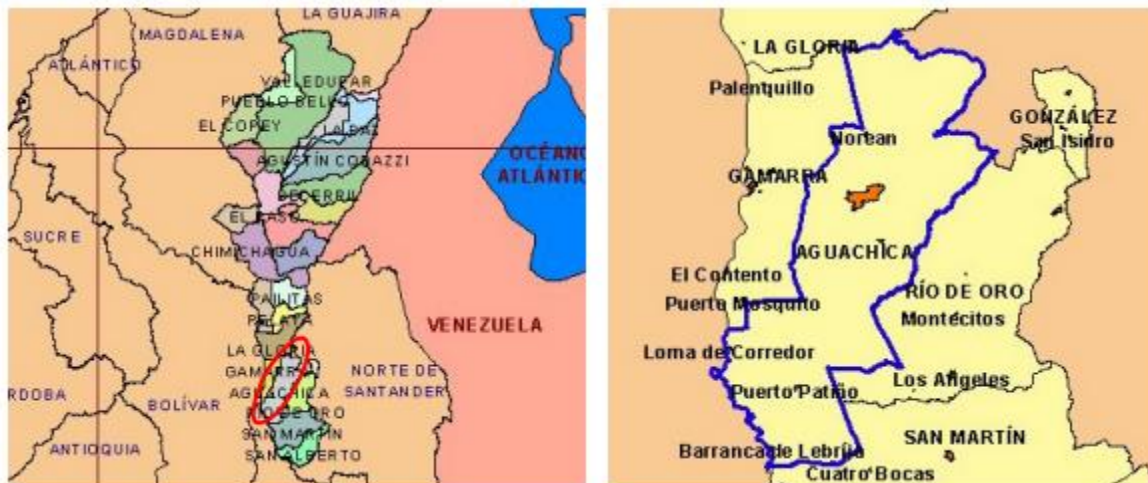 LA GUAJIRA
MAGDALENA
ATLÁNTICO
VALLEDUPAR
PUEBLO BELLO
EL COPEY
LA PAZ
AGUSTÍN CODAZZI
OCÉANO
ATLÁNTI
BECERRIL
EL PASO
SUCRE
CHIMICHAGUA
PAILITAS
PELAYA
VENEZUELA
LA GLORIA
GAMARRA
NORTE DE
SANTANDER
AGUACHICA
RDOBA
BOLÍVAR
RÍO DE ORO
ANTIOQUIA
SAN MARTÍN
SAN ALBERTO
LA GLORIA
Palenquillo
GONZÁLEZ
San Isidro
Norean
GAMARRA
AGUACHICA
El Contento
RÍO DE ORO
Puerto Mosquito
Montecitos
Loma de Corredor
Los Angeles
Puerto Patiño
SAN MARTÍN
Barranca de Lebrija
Cuatro Bocas